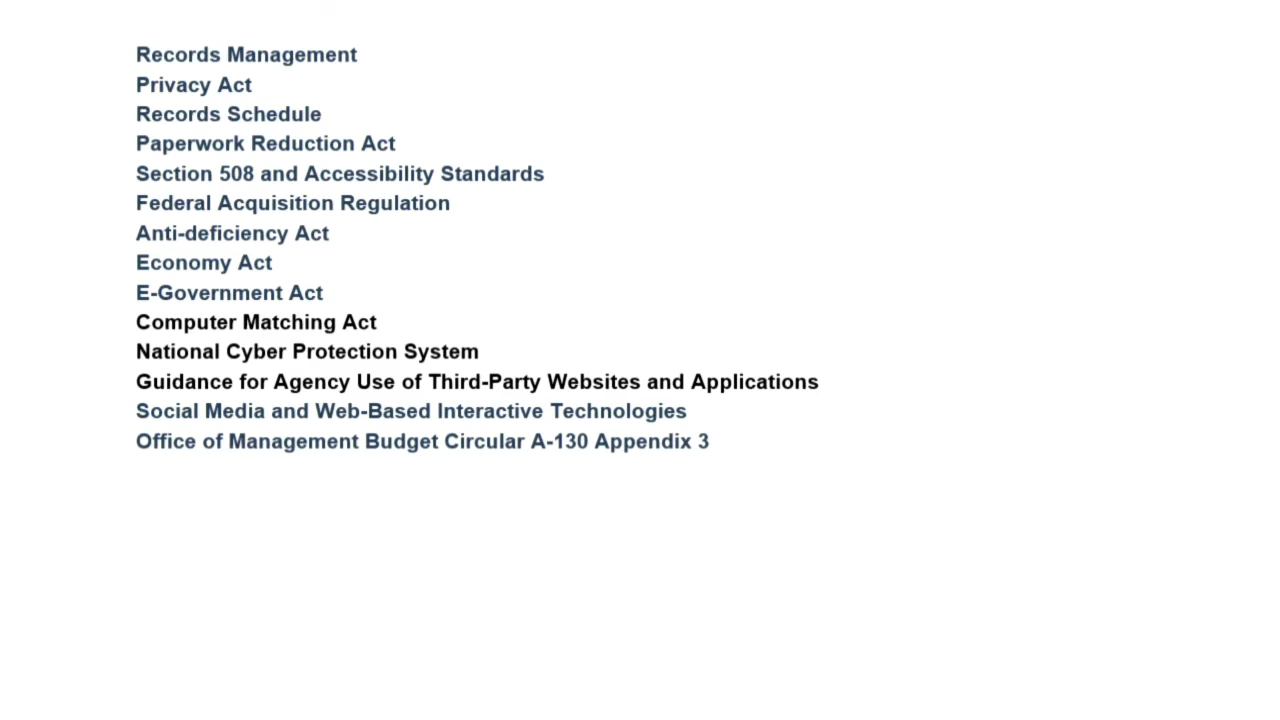 Records Management
Privacy Act
Records Schedule
Paperwork Reduction Act
Section 508 and Accessibility Standards
Federal Acquisition Regulation
Anti-deficiency Act
Economy Act
E-Government Act
Computer Matching Act
National Cyber Protection System
Guidance for Agency Use of Third-Party Websites and Applications
Social Media and Web-Based Interactive Technologies
Office of Management Budget Circular A-130 Appendix 3